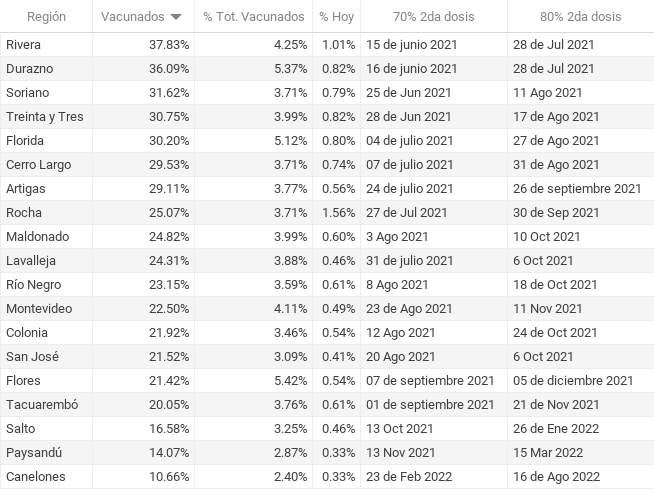 Región Vacunados % Tot. Vacunados % Hoy 70% 2da dosis 80% 2da dosis
Rivera 37.83% 4.25% 1.01% 15 de junio 2021 28 de Jul 2021
Durazno 36.09% 5.37% 0.82% 16 de junio 2021 28 de Jul 2021
Soriano 31.62% 3.71% 0.79% 25 de Jun 2021 11 Ago 2021
Treinta y Tres 30.75% 3.99% 0.82% 28 de Jun 2021 17 de Ago 2021
Florida 30.20% 5.12% 0.80% 04 de julio 2021 27 de Ago 2021
Cerro Largo 29.53% 3.71% 0.74% 07 de julio 2021 31 de Ago 2021
Artigas 29.11% 3.77% 0.56% 24 de julio 2021 26 de septiembre 2021
Rocha 25.07% 3.71% 1.56% 27 de Jul 2021 30 de Sep 2021
Maldonado 24.82% 3.99% 0.60% 3 Ago 2021 10 Oct 2021
Lavalleja 24.31% 3.88% 0.46% 31 de julio 2021 6 Oct 2021
Río Negro 23.15% 3.59% 0.61% 8 Ago 2021 18 de Oct 2021
Montevideo 22.50% 4.11% 0.49% 23 de Ago 2021 11 Nov 2021
Colonia 21.92% 3.46% 0.54% 12 Ago 2021 24 de Oct 2021
San José 21.52% 3.09% 0.41% 20 Ago 2021 6 Oct 2021
Flores 21.42% 5.42% 0.54% 07 de septiembre 2021 05 de diciembre 2021
Tacuarembó 20.05% 3.76% 0.61% 01 de septiembre 2021 21 de Nov 2021
Salto 16.58% 3.25% 0.46% 13 Oct 2021 26 de Ene 2022
Paysandú 14.07% 2.87% 0.33% 13 Nov 2021 15 Mar 2022
Canelones 10.66% 2.40% 0.33% 23 de Feb 2022 16 de Ago 2022